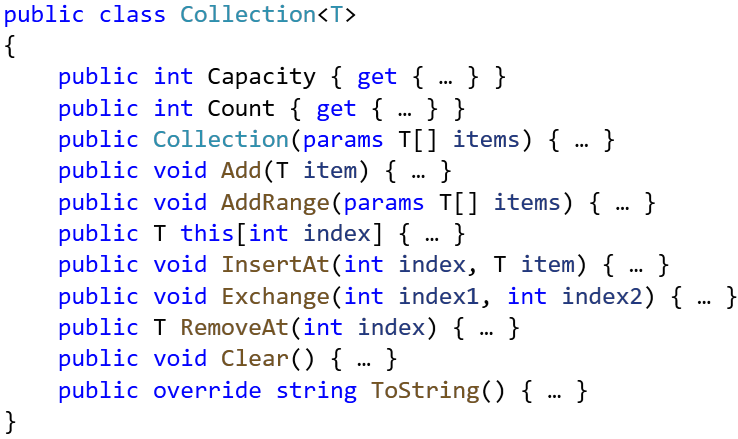 public class Collection<T>
{
    public int Capacity { get { … } }
    public int Count { get { … } }
    public Collection(params T[] items) { … }
    public void Add(T item) { … }
    public void AddRange(params T[] items) { … }
    public T this[int index] { … }
    public void InsertAt(int index, T item) { … }
    public void Exchange(int index1, int index2) { … }
    public T RemoveAt(int index) { … }
    public void Clear() { … }
    public override string ToString() { … }
}